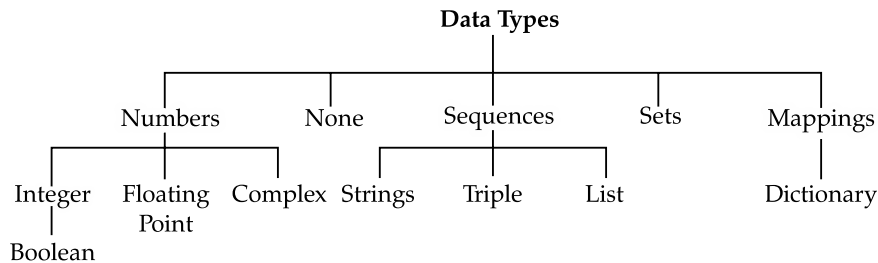 Data Types
Numbers None Sequences Sets Mappings
Integer Floating Point Complex Strings Triple List Dictionary
Boolean